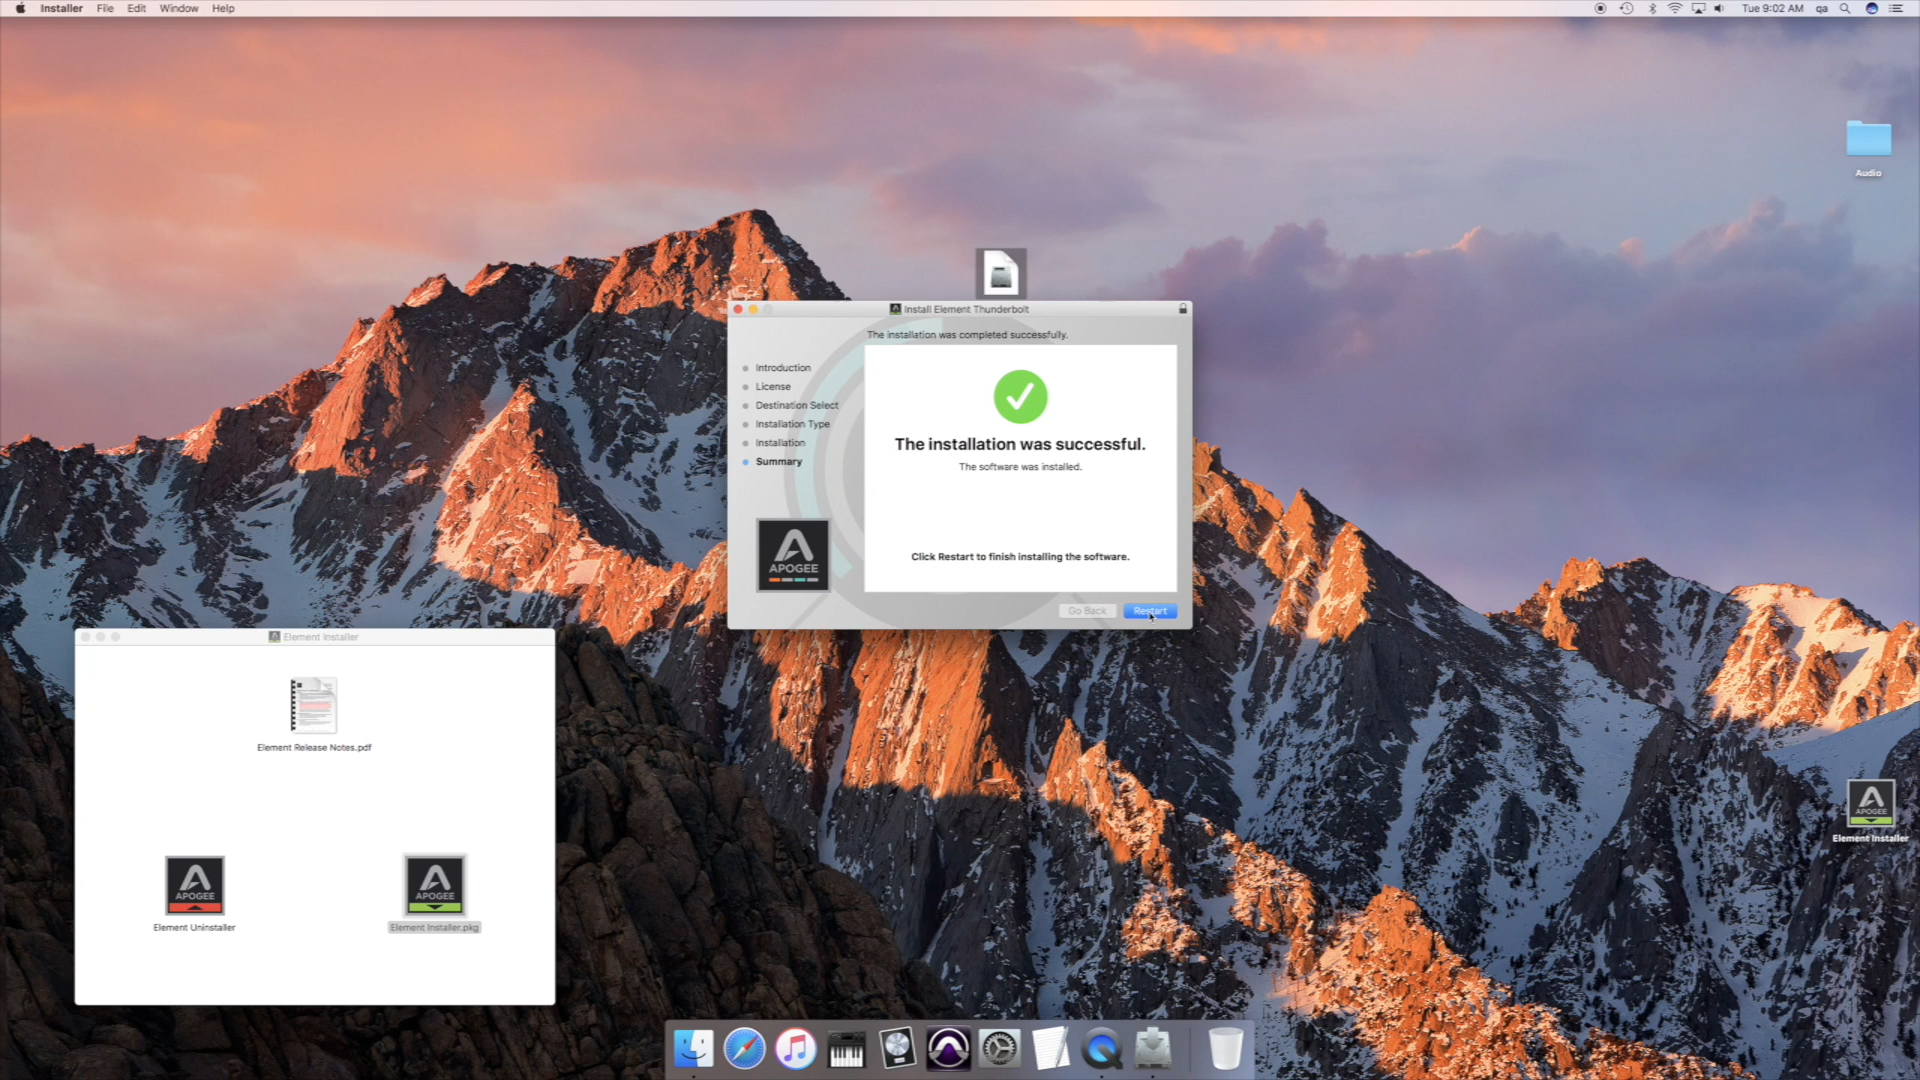 Installer File Edit Window Help
Tue 9:02 AM qa
Audio
Install Element Thunderbolt
The installation was completed successfully.
Introduction
License
Destination Select
Installation Type
Installation
Summary
The installation was successful.
The software was installed.
Click Restart to finish installing the software.
APOGEE
Go Back
Restart
Element Installer
Element Release Notes.pdf
APOGEE
Element Uninstaller
APOGEE
Element Installer.pkg
APOGEE
Element Installer